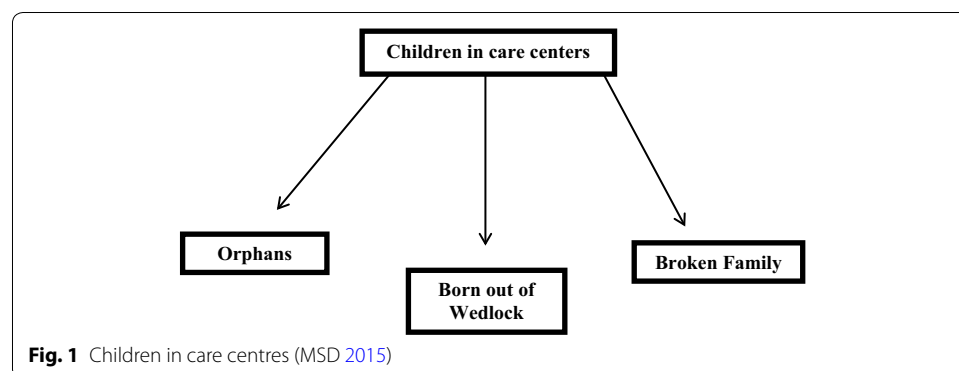 Children in care centers
Orphans
Born out of
Wedlock
Broken Family
Fig. 1 Children in care centres (MSD 2015)